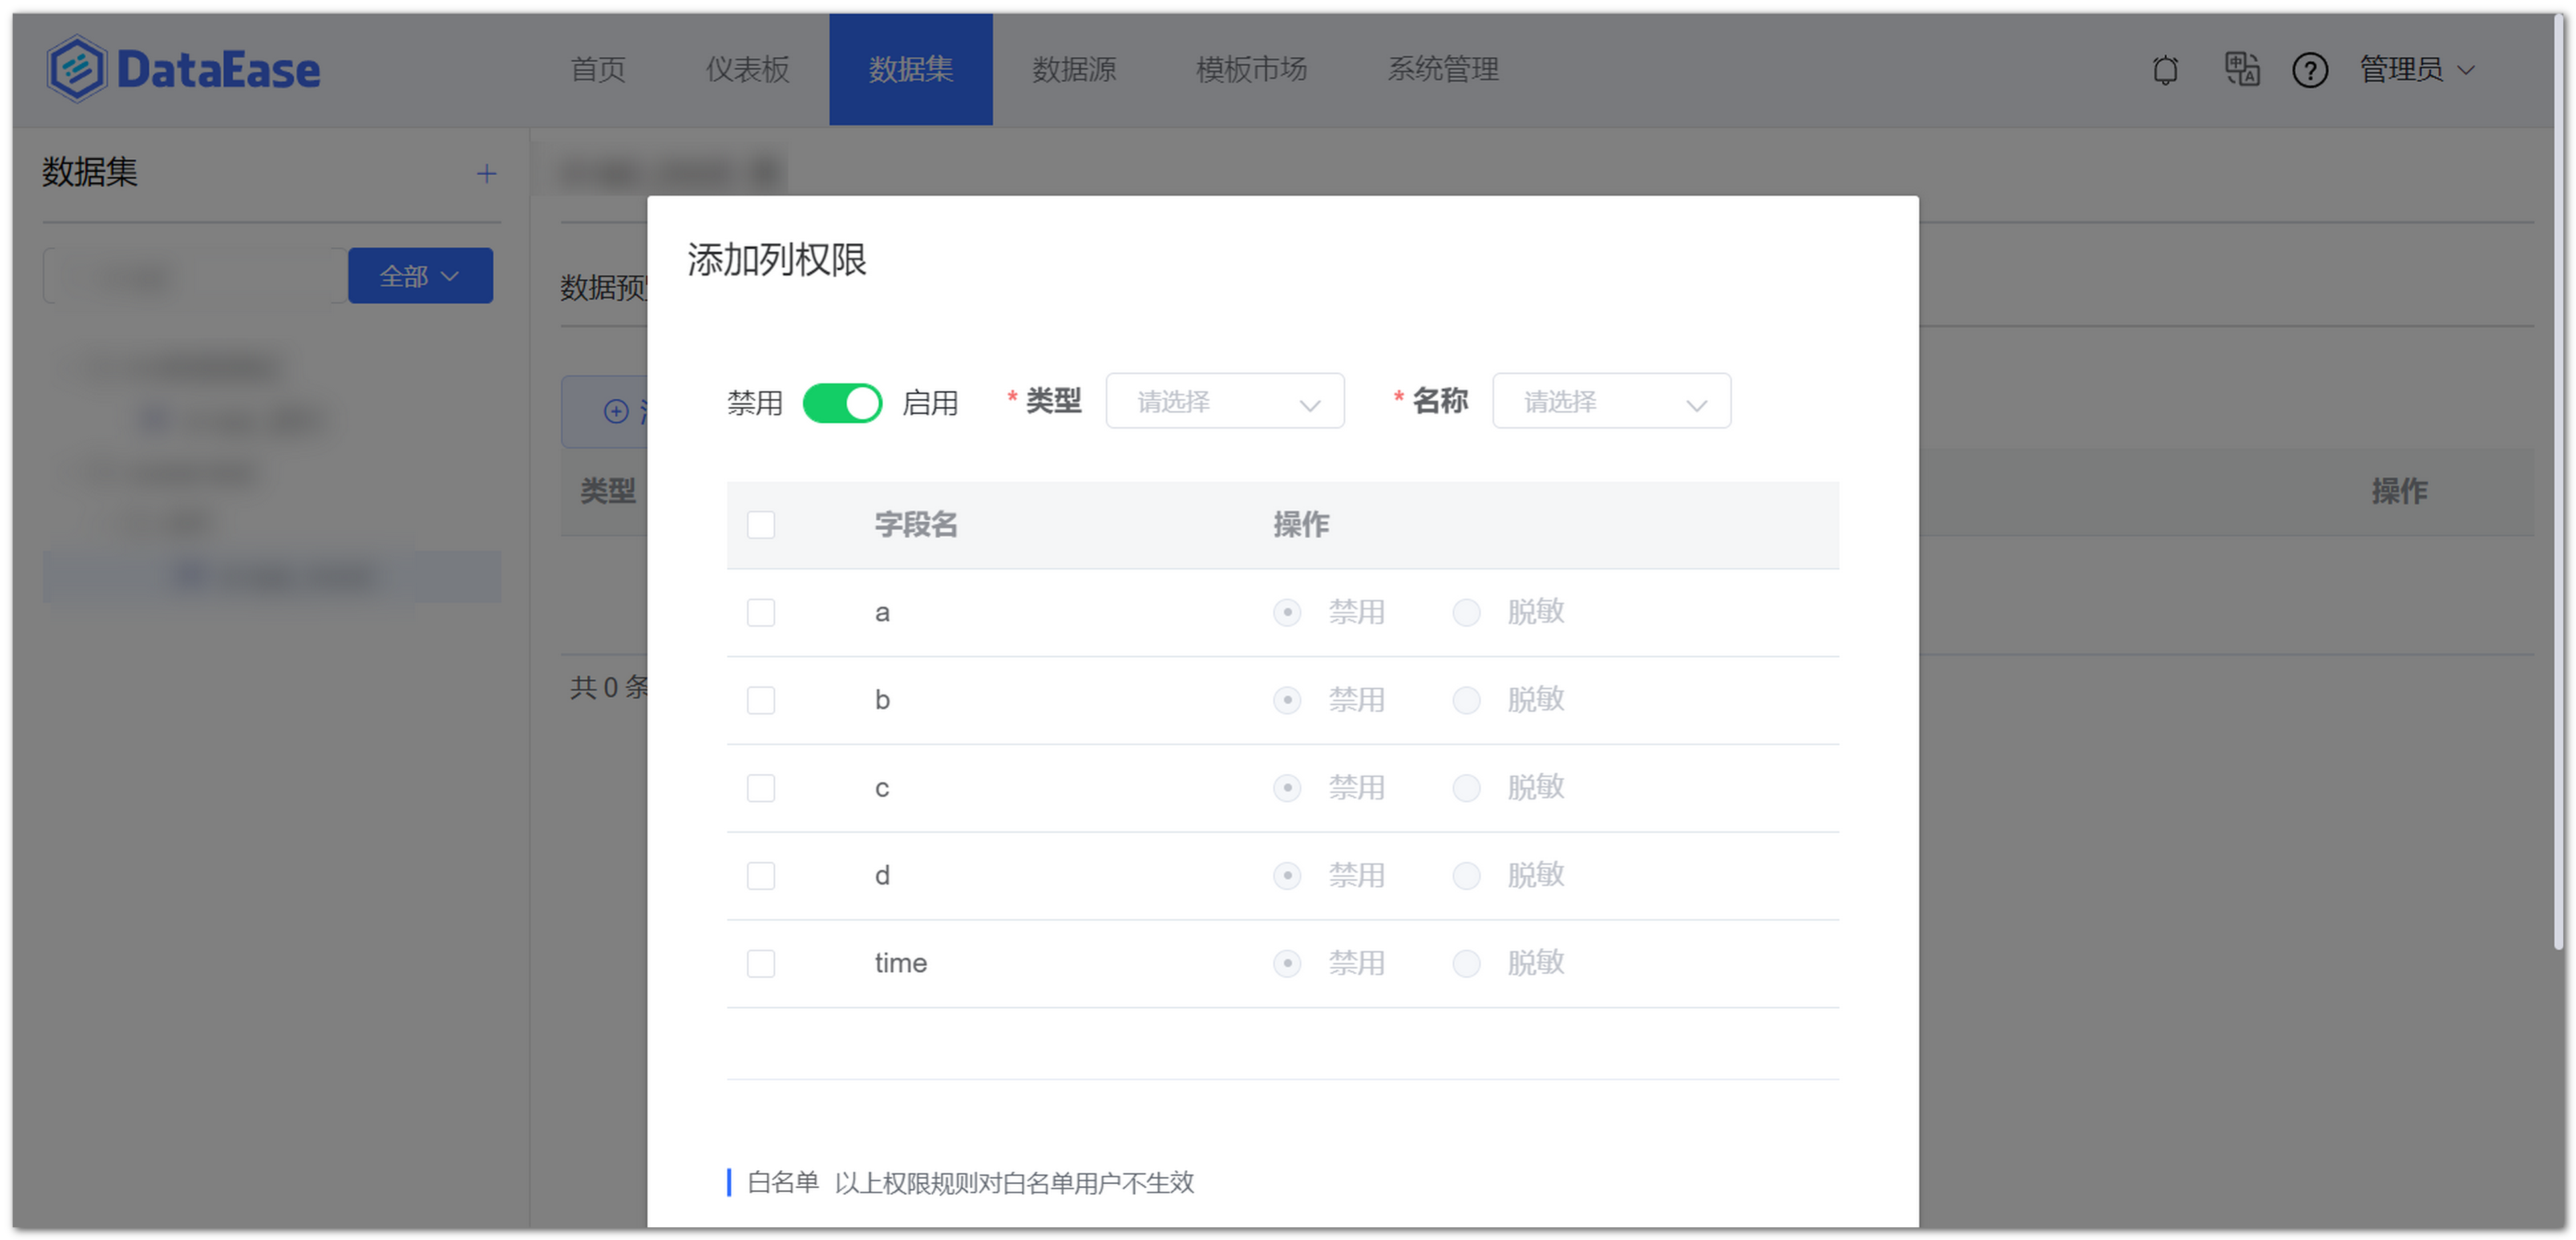 DataEase 首页 仪表板 数据集 数据源 模板市场 系统管理 管理员
数据集
全部
数据预
添加列权限
禁用 启用 * 类型 请选择 * 名称 请选择
类型 操作
字段名 操作
a 禁用 脱敏
b 禁用 脱敏
共 0 条
c 禁用 脱敏
d 禁用 脱敏
time 禁用 脱敏
白名单 以上权限规则对白名单用户不生效